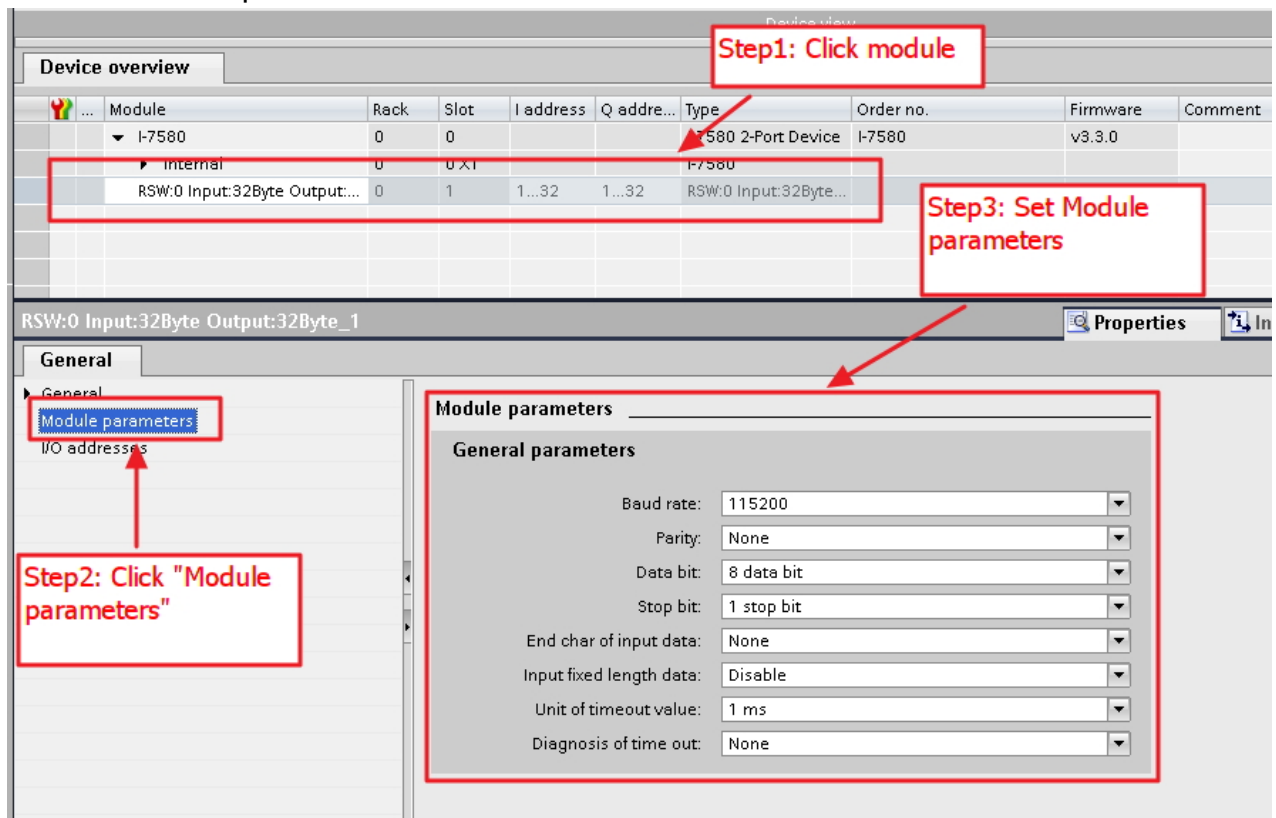 Device view
Step1: Click module
Device overview
... Module Rack Slot I address Q addre... Type Order no. Firmware Comment
I-7580 0 0 7580 2-Port Device I-7580 v3.3.0
Internal 0 0 X1 I-7580
RSW:0 Input:32Byte Output:... 0 1 1...32 1...32 RSW:0 Input:32Byte...
Step3: Set Module
parameters
RSW:0 Input:32Byte Output:32Byte_1
Properties In
General
General
Module parameters
I/O addresses
Step2: Click "Module
parameters"
Module parameters
General parameters
Baud rate: 115200
Parity: None
Data bit: 8 data bit
Stop bit: 1 stop bit
End char of input data: None
Input fixed length data: Disable
Unit of timeout value: 1 ms
Diagnosis of time out: None